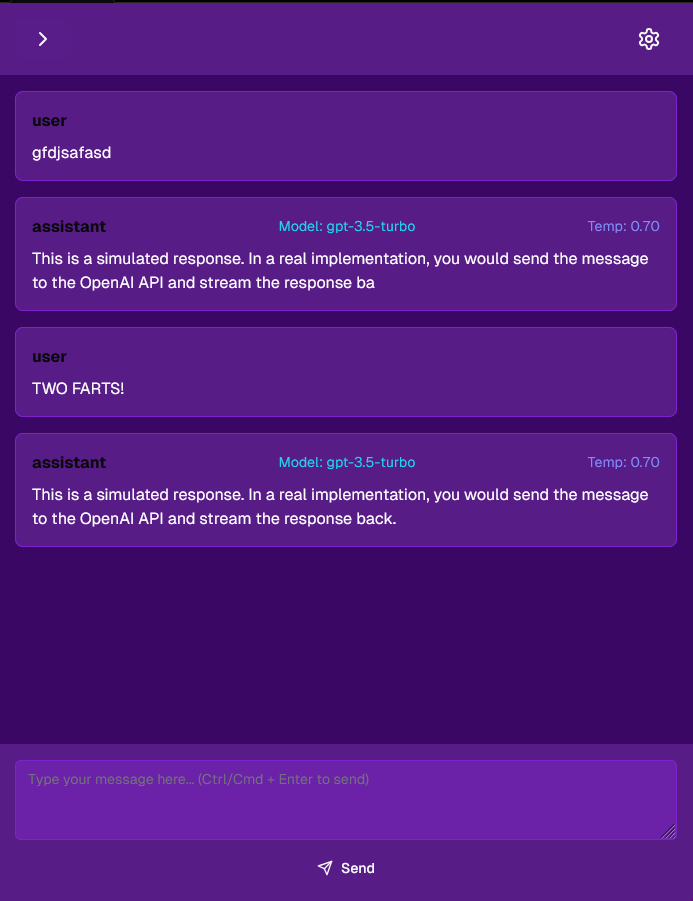 user
gfdjsafasd
assistant Model: gpt-3.5-turbo Temp: 0.70
This is a simulated response. In a real implementation, you would send the message
to the OpenAI API and stream the response ba
user
TWO FARTS!
assistant Model: gpt-3.5-turbo Temp: 0.70
This is a simulated response. In a real implementation, you would send the message
to the OpenAI API and stream the response back.
Type your message here... (Ctrl/Cmd + Enter to send)
Send